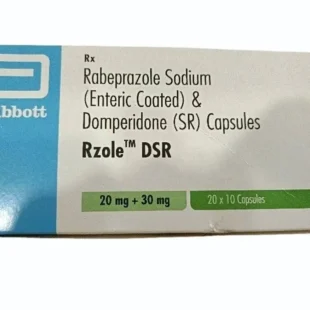 Rx
Rabeprazole Sodium
(Enteric Coated) &
Domperidone (SR) Capsules
Rzole™ DSR
20 mg + 30 mg
20 x 10 Capsules
bbott